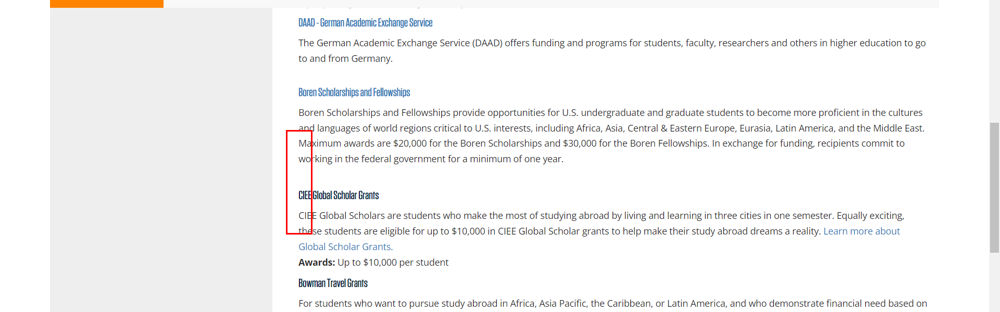 DAAD - German Academic Exchange Service
The German Academic Exchange Service (DAAD) offers funding and programs for students, faculty, researchers and others in higher education to go
to and from Germany.
Boren Scholarships and Fellowships
Boren Scholarships and Fellowships provide opportunities for U.S. undergraduate and graduate students to become more proficient in the cultures
and languages of world regions critical to U.S. interests, including Africa, Asia, Central & Eastern Europe, Eurasia, Latin America, and the Middle East.
Maximum awards are $20,000 for the Boren Scholarships and $30,000 for the Boren Fellowships. In exchange for funding, recipients commit to
working in the federal government for a minimum of one year.
CIEE Global Scholar Grants
CIEE Global Scholars are students who make the most of studying abroad by living and learning in three cities in one semester. Equally exciting,
these students are eligible for up to $10,000 in CIEE Global Scholar grants to help make their study abroad dreams a reality. Learn more about
Global Scholar Grants.
Awards: Up to $10,000 per student
Bowman Travel Grants
For students who want to pursue study abroad in Africa, Asia Pacific, the Caribbean, or Latin America, and who demonstrate financial need based on